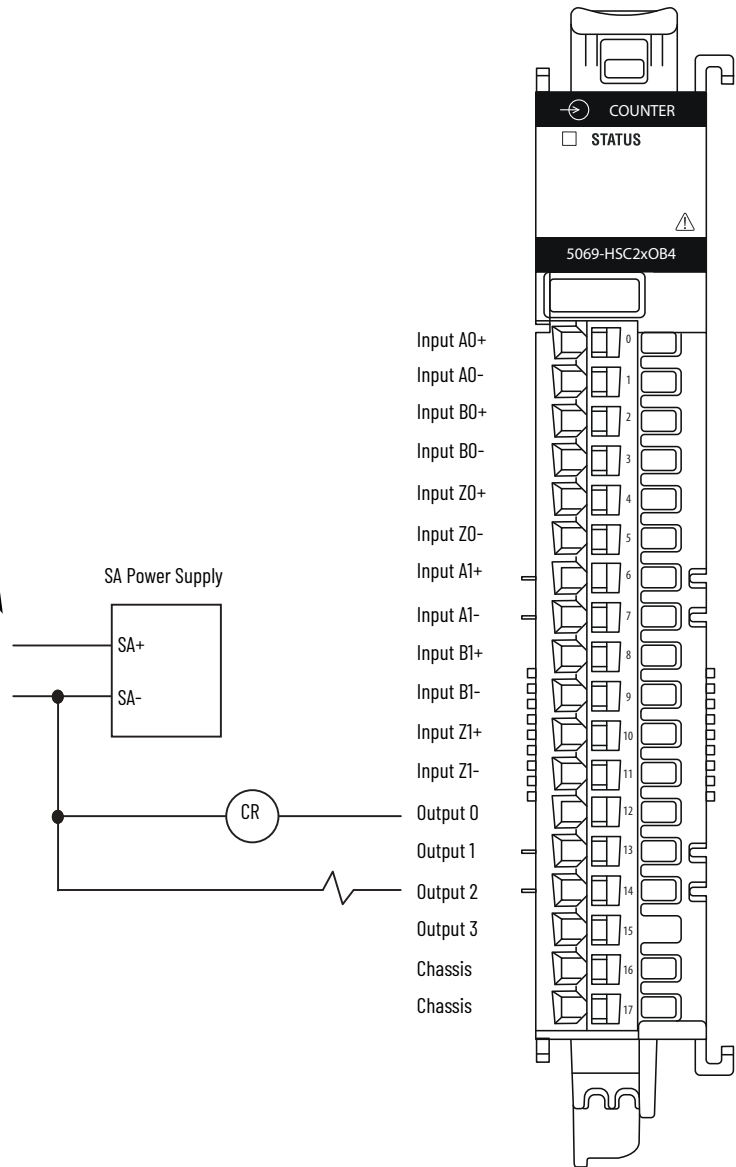 COUNTER
STATUS
5069-HSC2xOB4
Input A0+
0
Input A0-
1
Input B0+
2
Input B0-
3
Input Z0+
4
Input Z0-
5
SA Power Supply
Input A1+
6
Input A1-
7
SA+
Input B1+
8
SA-
Input B1-
9
Input Z1+
10
Input Z1-
11
CR
Output 0
12
Output 1
13
Output 2
14
Output 3
15
Chassis
16
Chassis
17